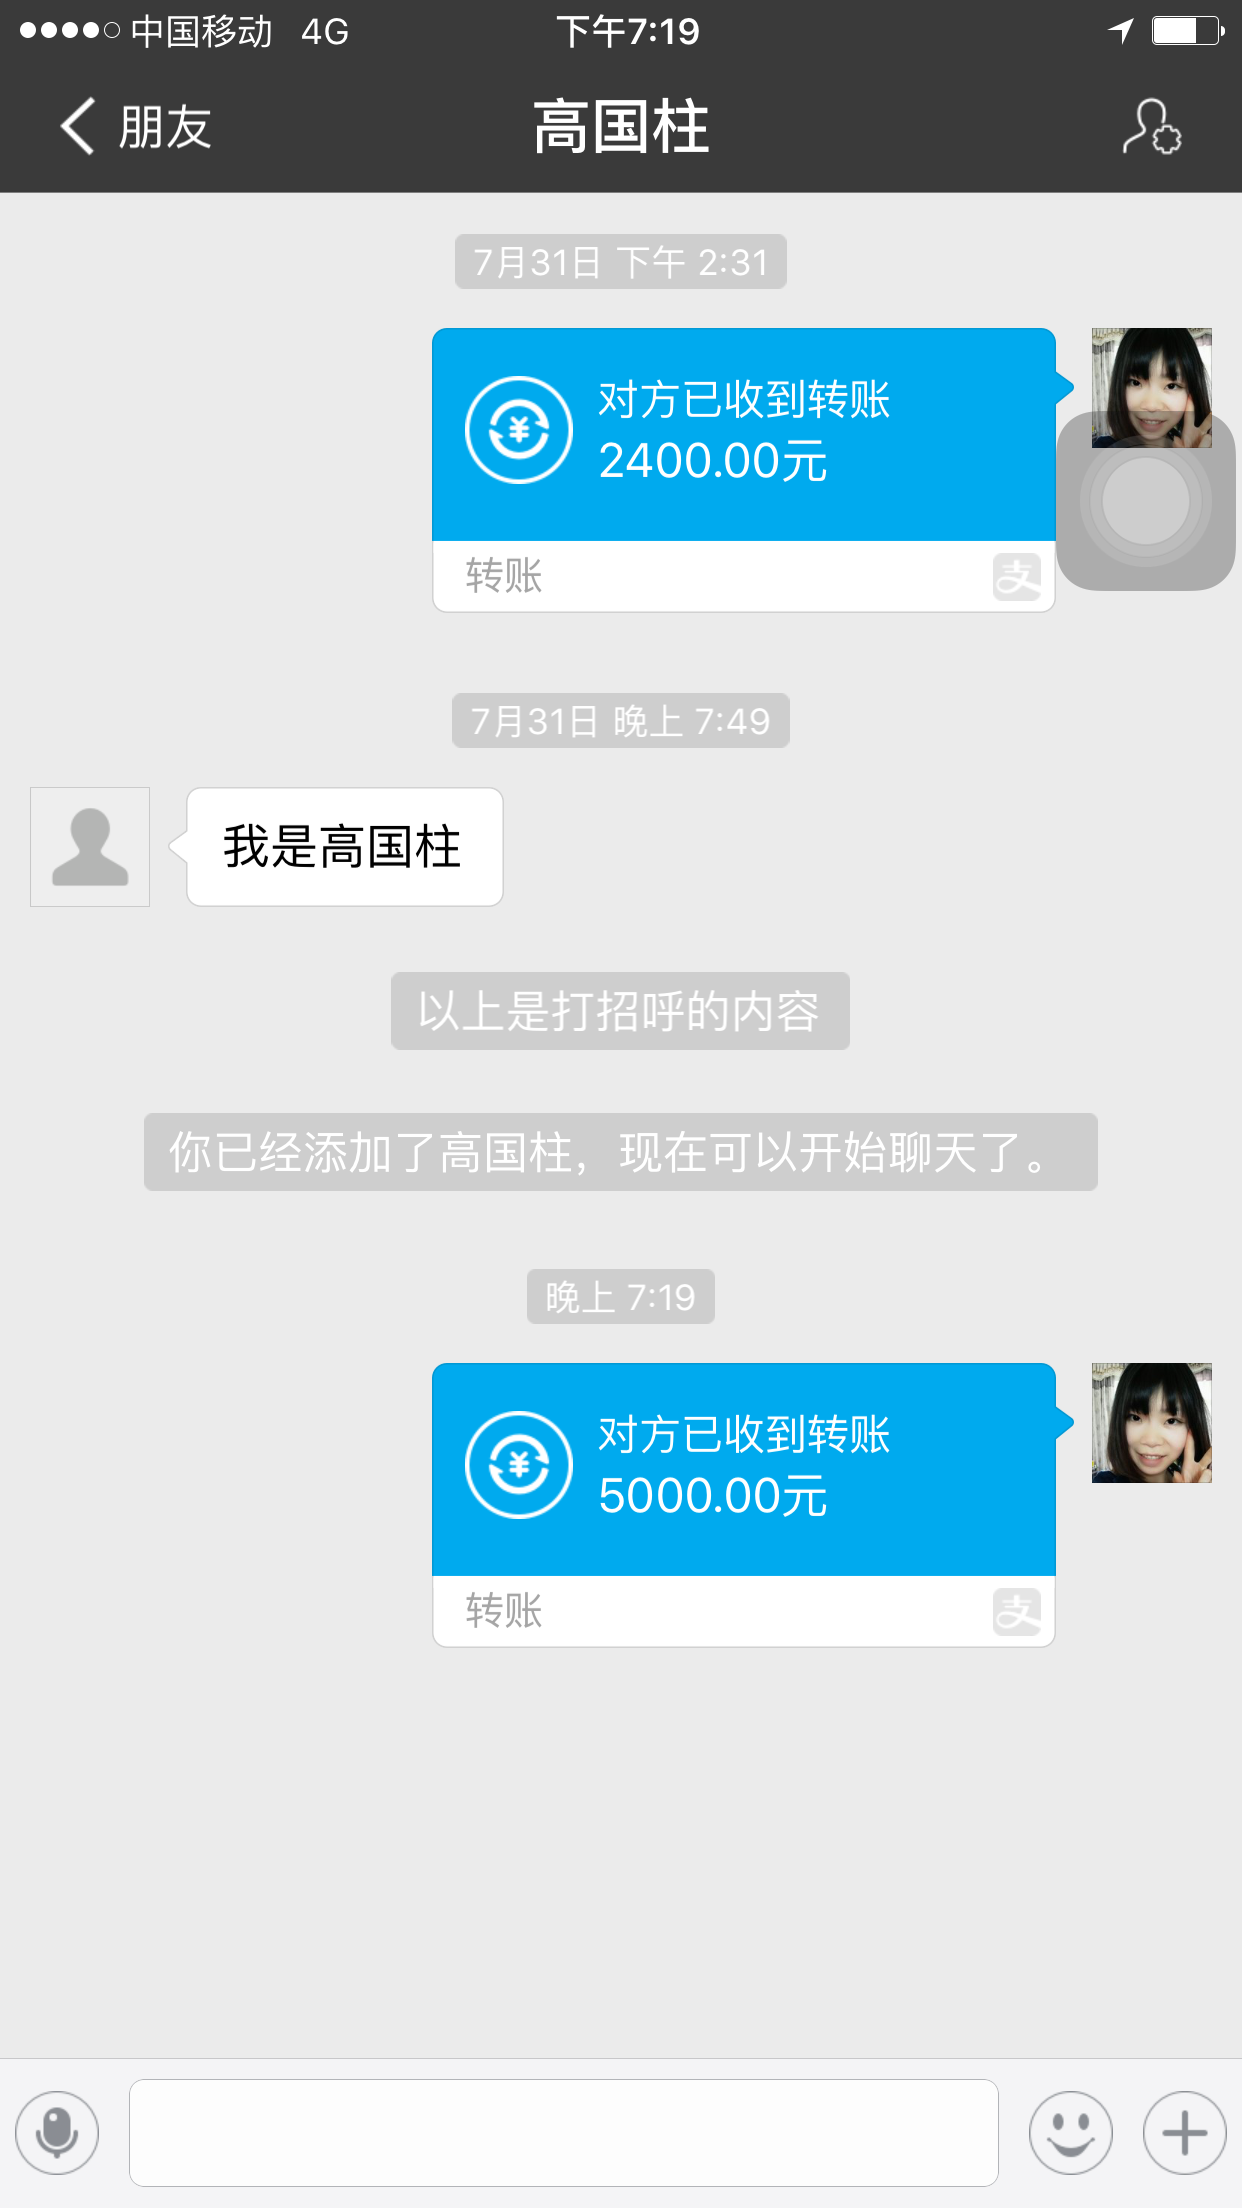 中国移动 4G 下午7:19
朋友 高国柱
7月31日 下午 2:31
对方已收到转账
2400.00元
转账 支
7月31日 晚上 7:49
我是高国柱
以上是打招呼的内容
你已经添加了高国柱，现在可以开始聊天了。
晚上 7:19
对方已收到转账
5000.00元
转账 支